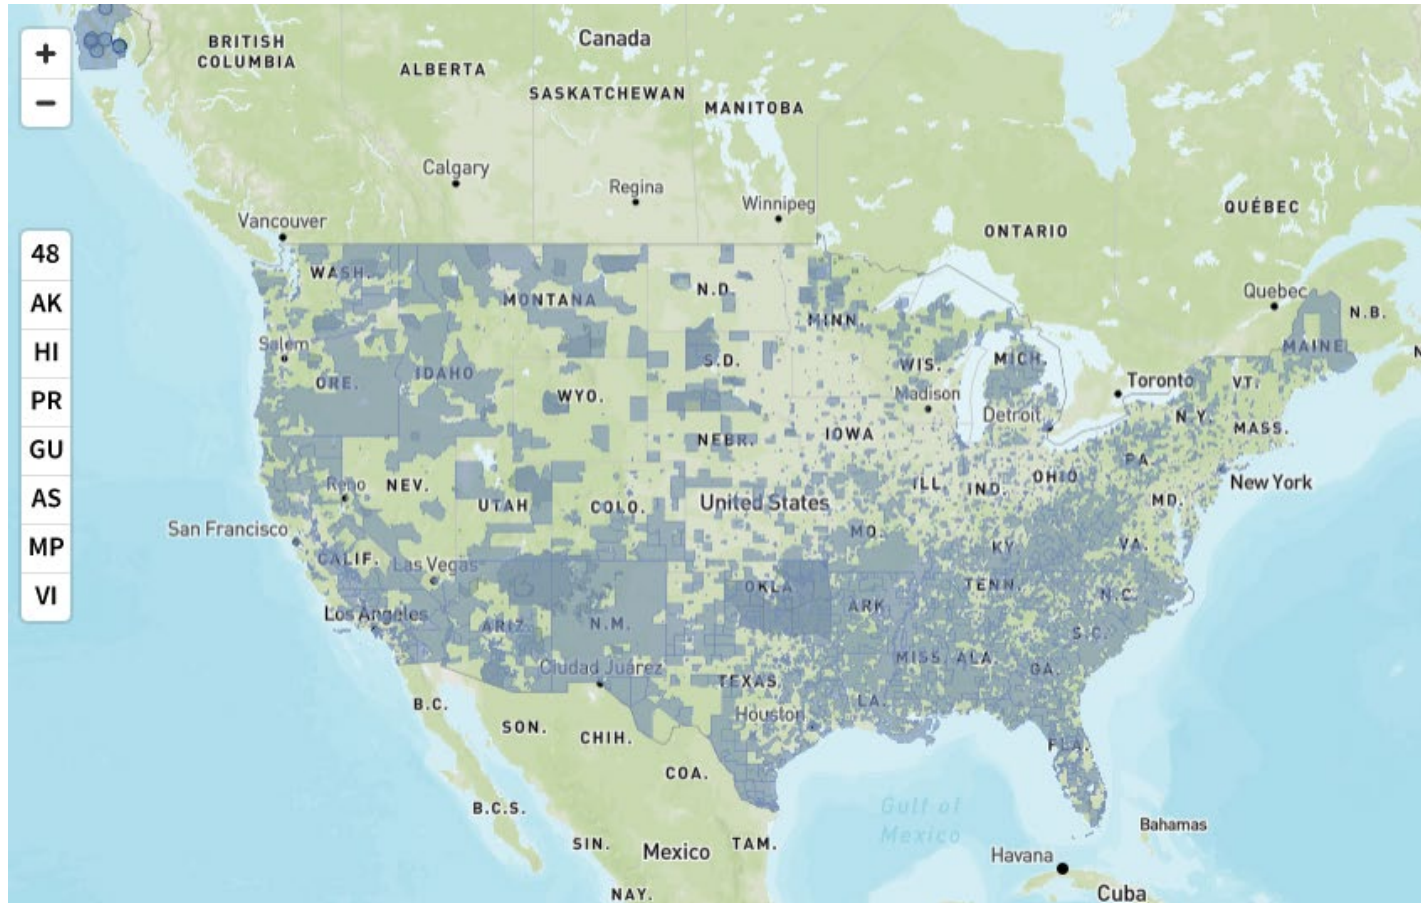 +
−
48
AK
HI
PR
GU
AS
MP
VI
BRITISH
COLUMBIA
ALBERTA
Canada
SASKATCHEWAN
MANITOBA
Calgary
Regina
Winnipeg
Vancouver
ONTARIO
QUÉBEC
Quebec
N.B.
WASH.
MONTANA
N.D.
MINN.
MAINE
N
Salem
ORE.
IDAHO
WYO.
S.D.
WIS.
MICH.
Madison
Detroit
Toronto
VT.
N.Y.
MASS.
NEBR.
IOWA
PA.
Reno
NEV.
UTAH
COLO.
United States
ILL.
IND.
OHIO
MD.
New York
San Francisco
CALIF.
Las Vegas
MO.
KY.
VA.
Los Angeles
ARIZ.
N.M.
OKLA.
ARK.
TENN.
N.C.
S.C.
Ciudad Juárez
TEXAS
MISS.
ALA.
GA.
LA.
Houston
FLA.
B.C.
SON.
CHIH.
COA.
B.C.S.
SIN.
Mexico
TAM.
NAY.
Gulf of
Mexico
Bahamas
Havana
Cuba